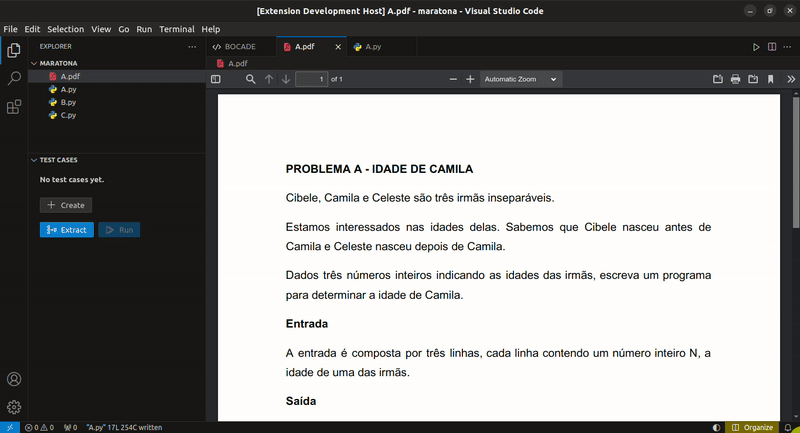 [Extension Development Host] A.pdf - maratona - Visual Studio Code
File Edit Selection View Go Run Terminal Help
EXPLORER
MARATONA
A.pdf
A.py
B.py
C.py
TEST CASES
No test cases yet.
Create
Extract
Run
BOCADE
A.pdf
A.py
A.pdf
1 of 1
Automatic Zoom
PROBLEMA A - IDADE DE CAMILA
Cibele, Camila e Celeste são três irmãs inseparáveis.
Estamos interessados nas idades delas. Sabemos que Cibele nasceu antes de
Camila e Celeste nasceu depois de Camila.
Dados três números inteiros indicando as idades das irmãs, escreva um programa
para determinar a idade de Camila.
Entrada
A entrada é composta por três linhas, cada linha contendo um número inteiro N, a
idade de uma das irmãs.
Saída
0 0 0 "A.py" 17L 254C written
Organize